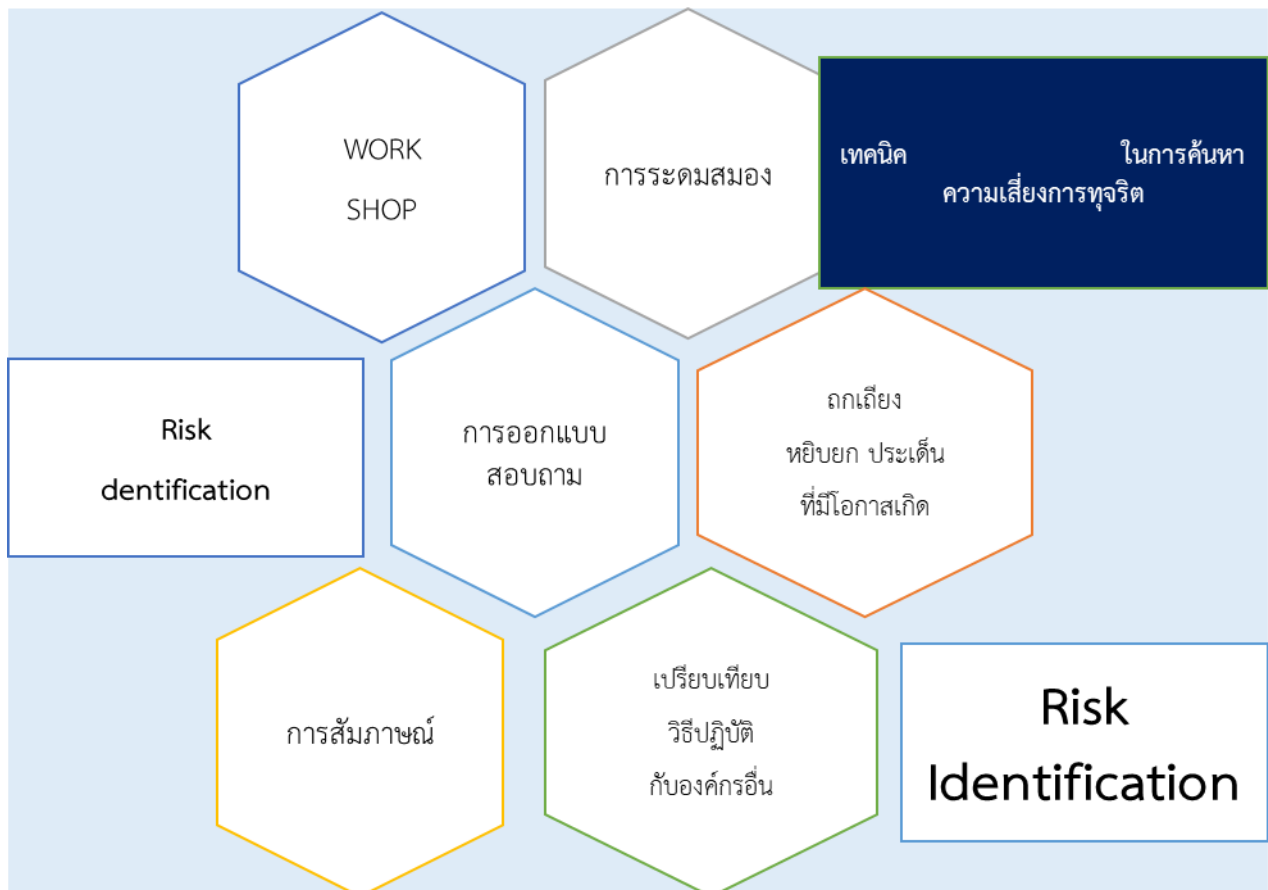 WORK
SHOP
การระดมสมอง
เทคนิค ในการค้นหา
ความเสี่ยงการทุจริต
Risk
dentification
การออกแบบ
สอบถาม
ถกเถียง
หยิบยก ประเด็น
ที่มีโอกาสเกิด
การสัมภาษณ์
เปรียบเทียบ
วิธีปฏิบัติ
กับองค์กรอื่น
Risk
Identification